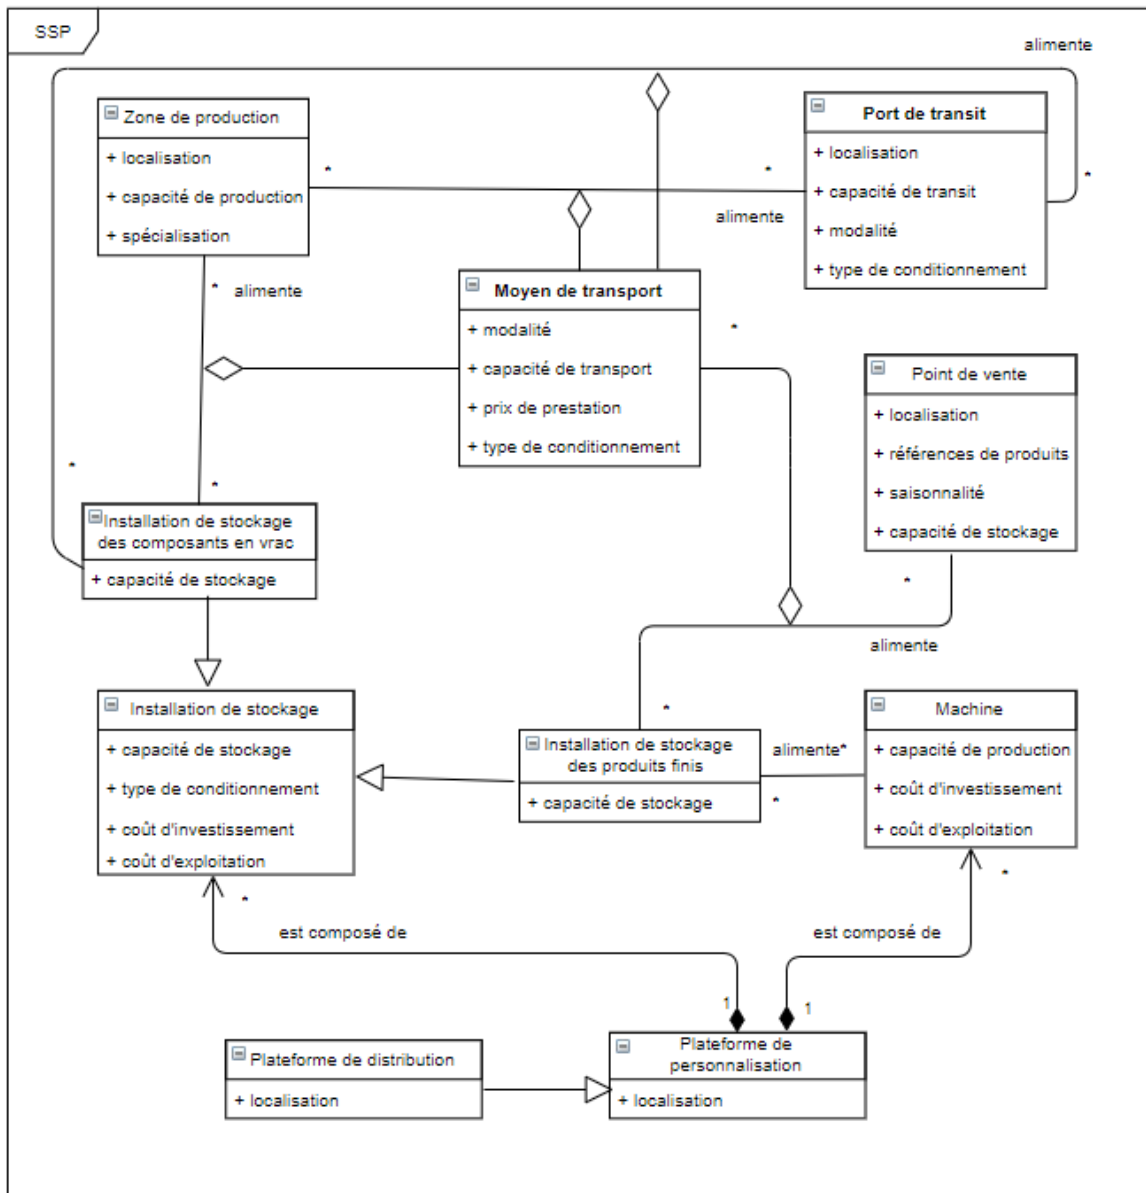 SSP
alimente
Zone de production
+ localisation
+ capacité de production
+ spécialisation
*
*
alimente
Port de transit
+ localisation
+ capacité de transit
+ modalité
+ type de conditionnement
*
* alimente
Moyen de transport
+ modalité
+ capacité de transport
+ prix de prestation
+ type de conditionnement
*
Point de vente
+ localisation
+ références de produits
+ saisonnalité
+ capacité de stockage
*
*
*
Installation de stockage
des composants en vrac
+ capacité de stockage
alimente
*
Installation de stockage
+ capacité de stockage
+ type de conditionnement
+ coût d'investissement
+ coût d'exploitation
Installation de stockage
des produits finis
+ capacité de stockage
alimente*
*
Machine
+ capacité de production
+ coût d'investissement
+ coût d'exploitation
*
*
est composé de
est composé de
1
1
Plateforme de distribution
+ localisation
Plateforme de
personnalisation
+ localisation